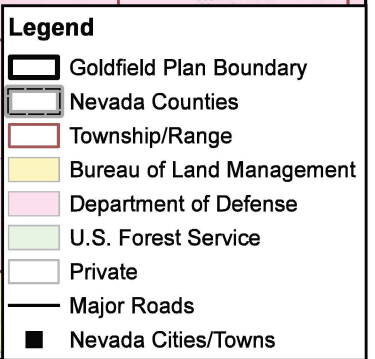 Legend
Goldfield Plan Boundary
Nevada Counties
Township/Range
Bureau of Land Management
Department of Defense
U.S. Forest Service
Private
Major Roads
Nevada Cities/Towns